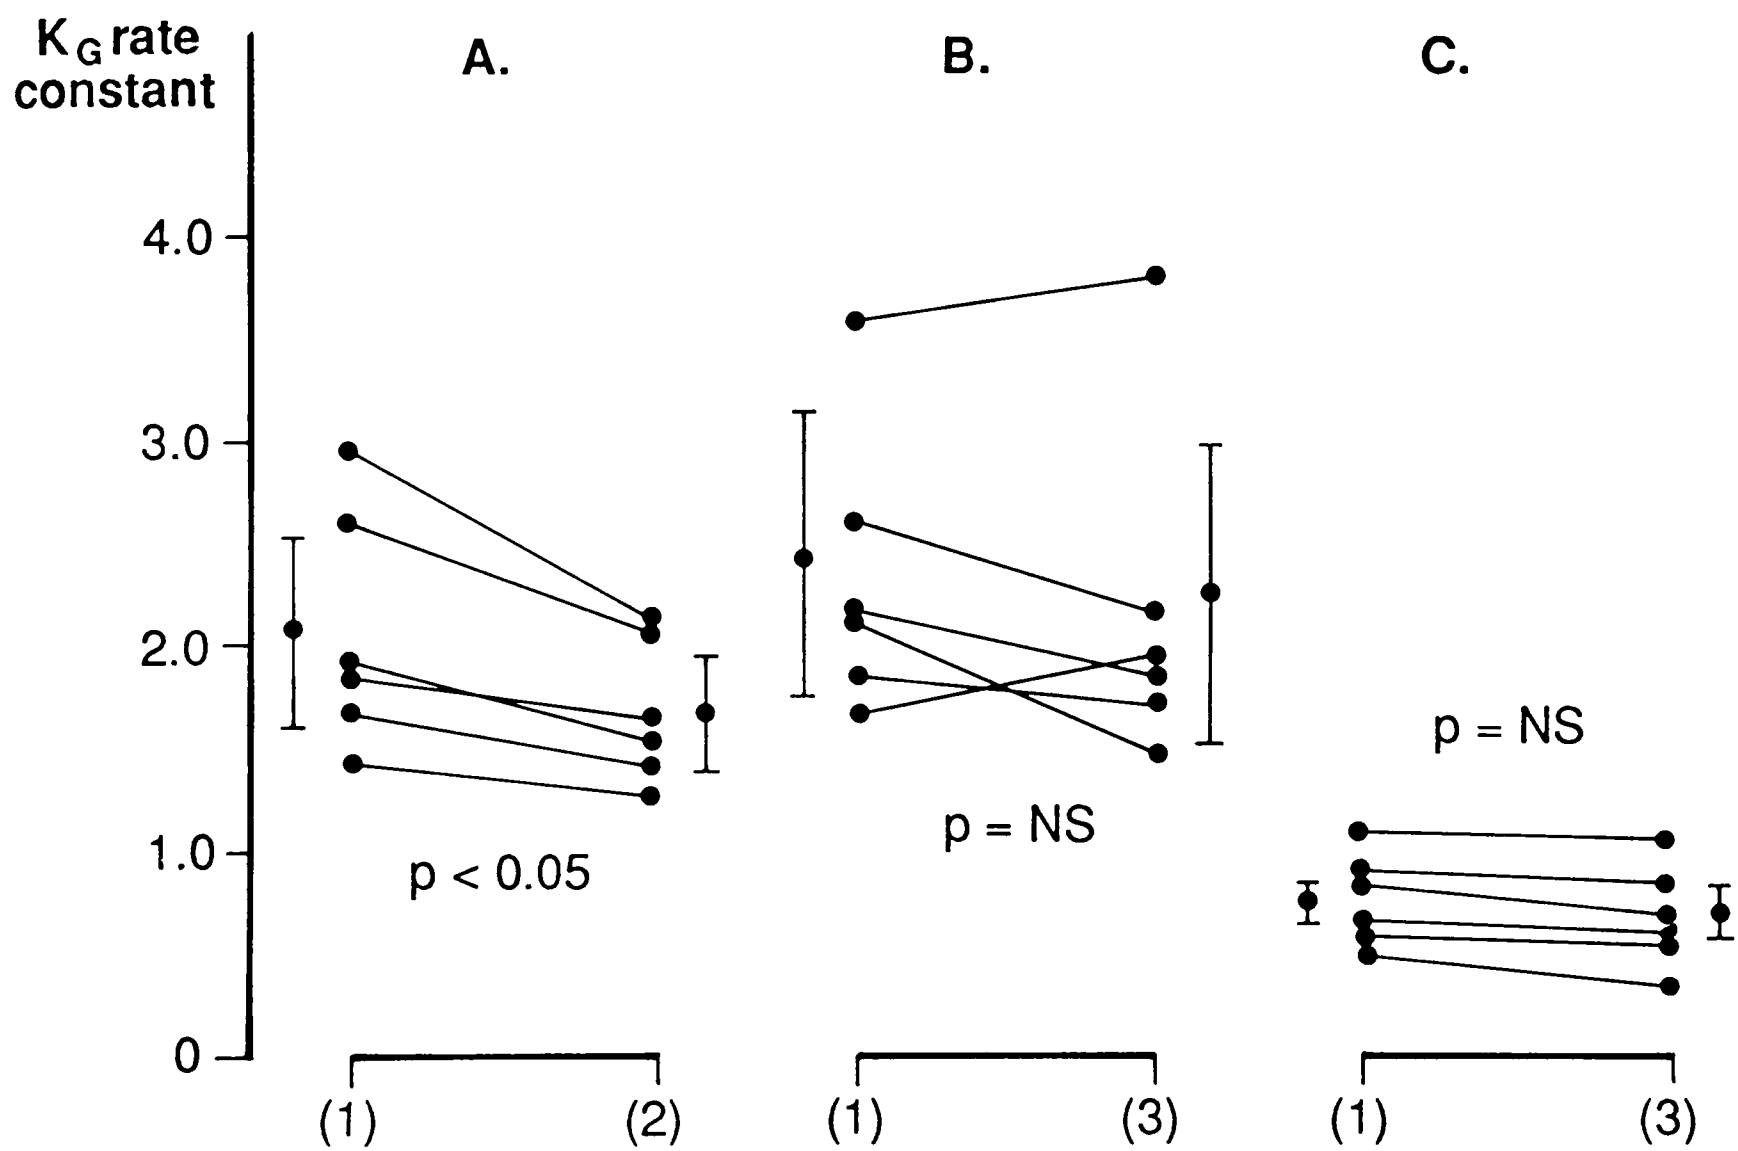 K G rate
constant
A.
B.
C.
4.0
3.0
2.0
1.0
0
p < 0.05
p = NS
p = NS
(1)
(2)
(1)
(3)
(1)
(3)